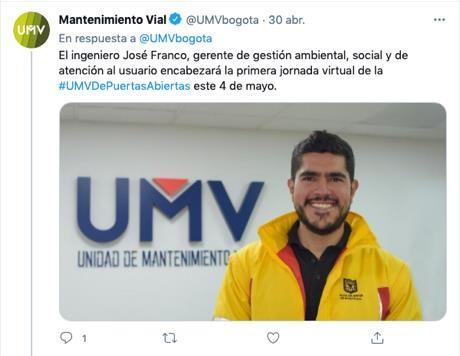 UMV
Mantenimiento Vial @UMVbogota · 30 abr.
En respuesta a @UMVbogota
El ingeniero José Franco, gerente de gestión ambiental, social y de
atención al usuario encabezará la primera jornada virtual de la
#UMVDePuertasAbiertas este 4 de mayo.
UMV
UNIDAD DE MANTENIMIENTO
1